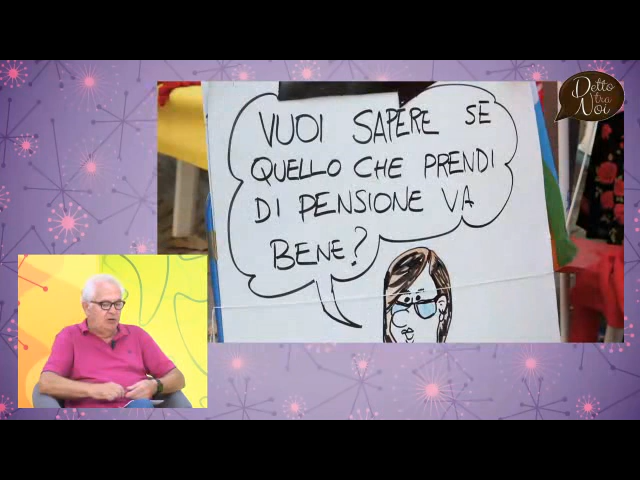 Detto
tra
Noi
VUOI SAPERE SE
QUELLO CHE PRENDI
DI PENSIONE VA
BENE?